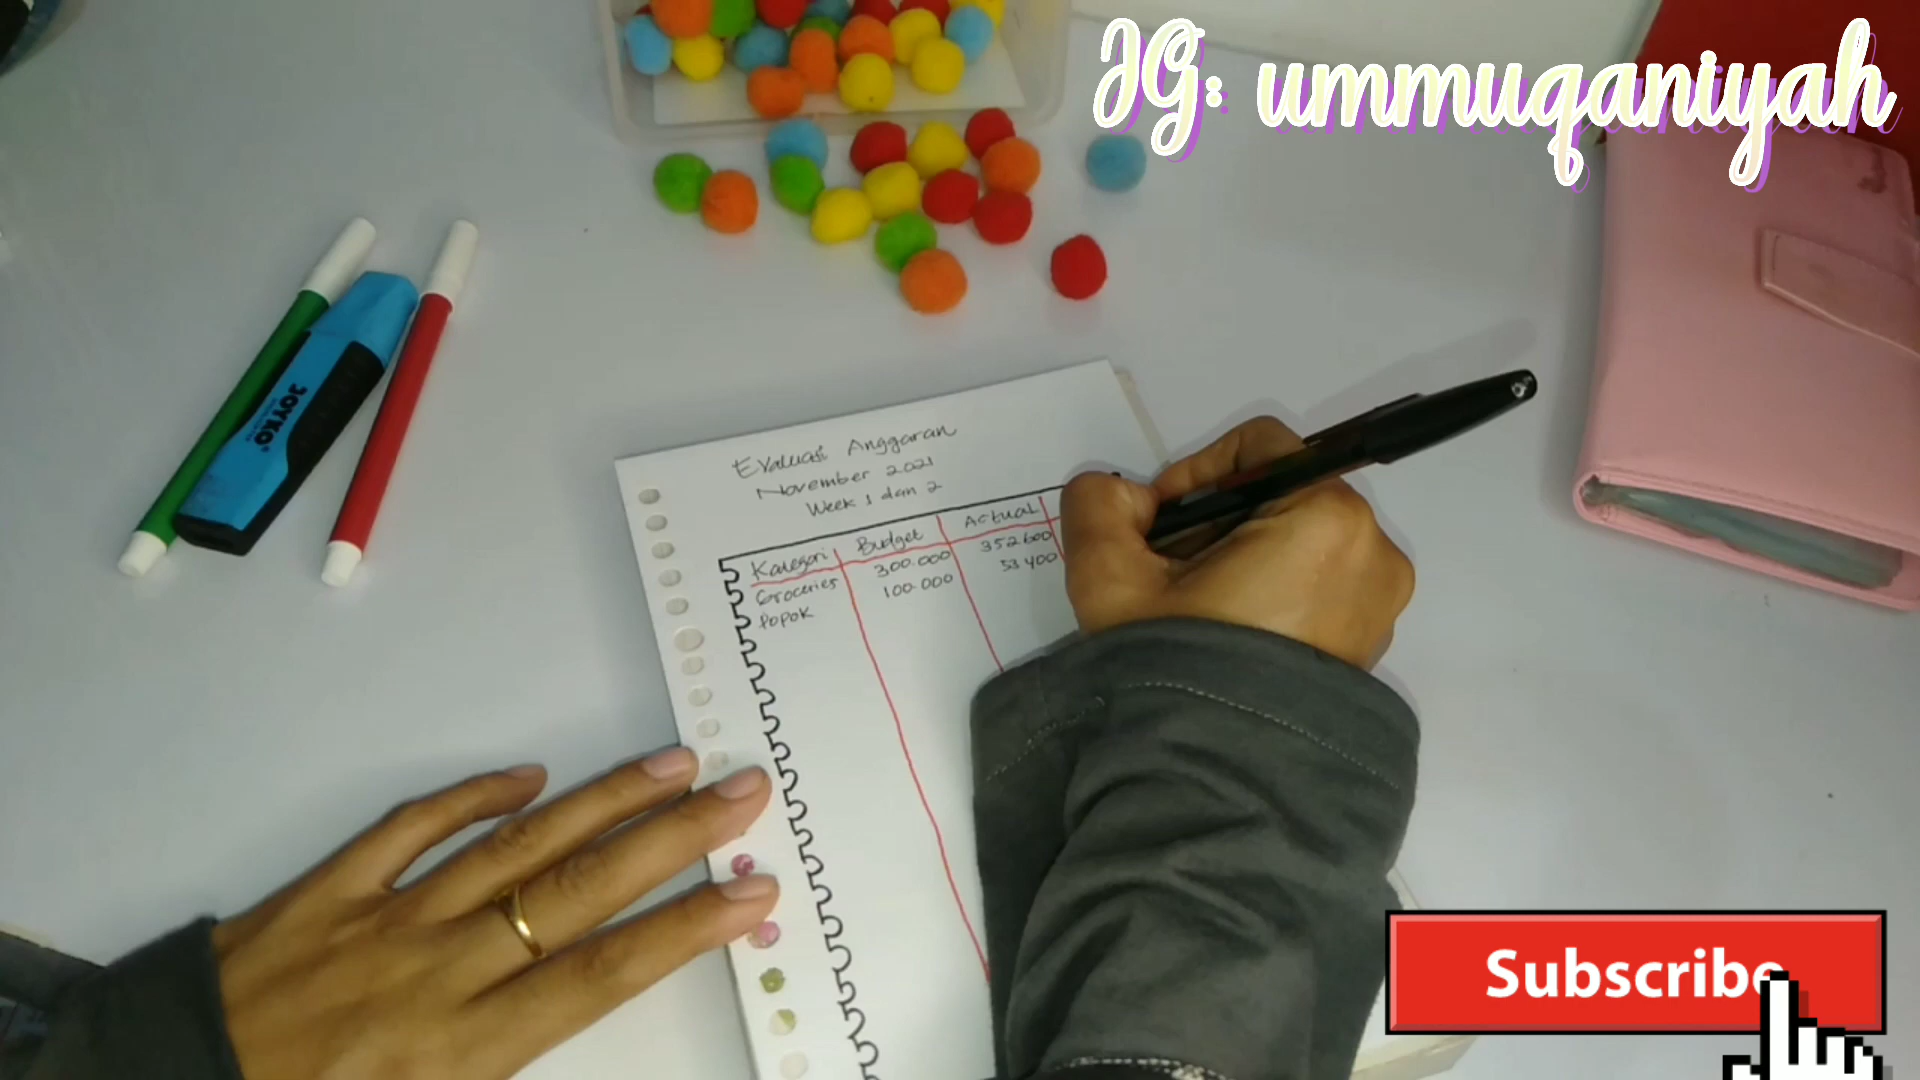 IG: ummuqaniyah
JOYKO
Evaluasi Anggaran
November 2021
Week 1 dan 2
Kategori Budget Actual
Groceries 300.000 352.600
Popok 100.000 53.400
Subscribe